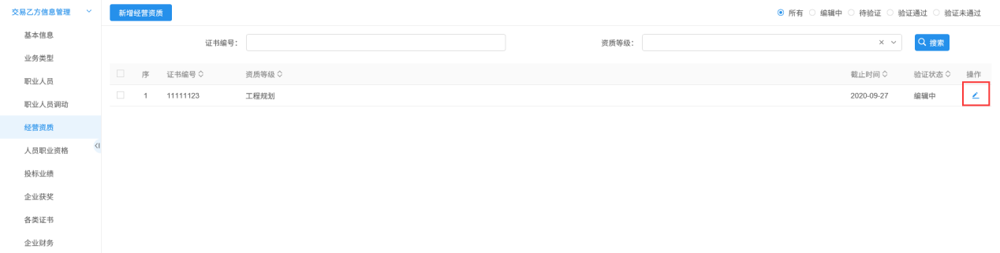 交易乙方信息管理
基本信息
业务类型
职业人员
职业人员调动
经营资质
人员职业资格
投标业绩
企业获奖
各类证书
企业财务
新增经营资质
所有 编辑中 待验证 验证通过 验证未通过
证书编号: 资质等级: 搜索
序 证书编号 资质等级 截止时间 验证状态 操作
1 11111123 工程规划 2020-09-27 编辑中